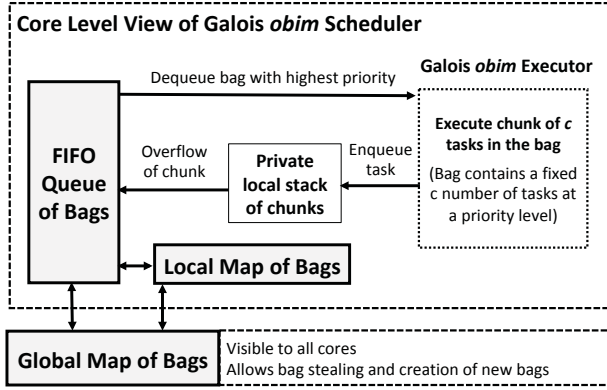 Core Level View of Galois obim Scheduler
Dequeue bag with highest priority
Galois obim Executor
FIFO
Queue
of Bags
Overflow
of chunk
Private
local stack
of chunks
Enqueue
task
Execute chunk of c
tasks in the bag
(Bag contains a fixed
c number of tasks at
a priority level)
Local Map of Bags
Global Map of Bags
Visible to all cores
Allows bag stealing and creation of new bags